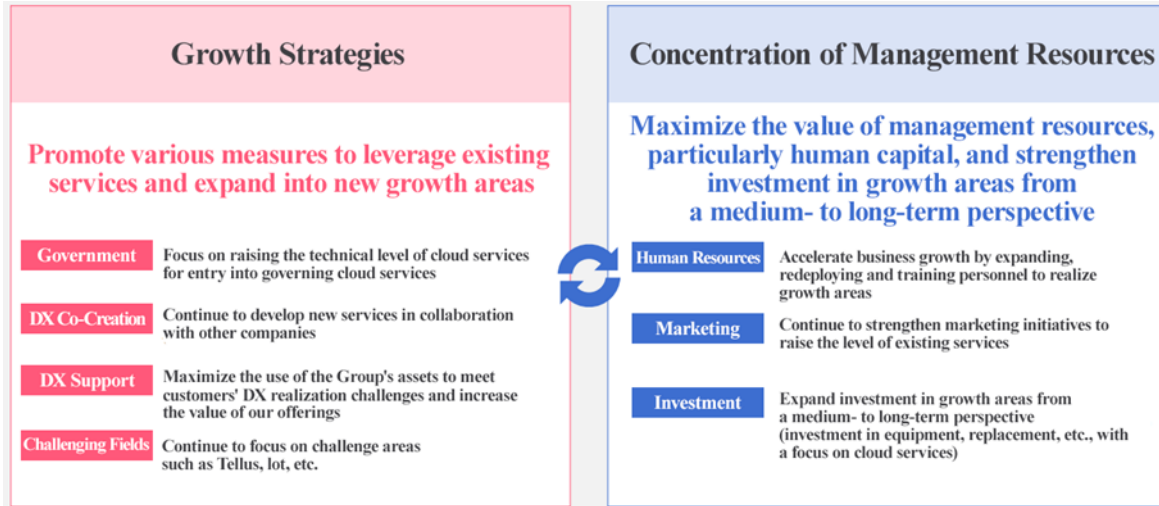 Growth Strategies
Promote various measures to leverage existing
services and expand into new growth areas
Government
Focus on raising the technical level of cloud services
for entry into governing cloud services
DX Co-Creation
Continue to develop new services in collaboration
with other companies
DX Support
Maximize the use of the Group's assets to meet
customers' DX realization challenges and increase
the value of our offerings
Challenging Fields
Continue to focus on challenge areas
such as Tellus, lot, etc.
Concentration of Management Resources
Maximize the value of management resources,
particularly human capital, and strengthen
investment in growth areas from
a medium- to long-term perspective
Human Resources
Accelerate business growth by expanding,
redeploying and training personnel to realize
growth areas
Marketing
Continue to strengthen marketing initiatives to
raise the level of existing services
Investment
Expand investment in growth areas from
a medium- to long-term perspective
(investment in equipment, replacement, etc., with
a focus on cloud services)